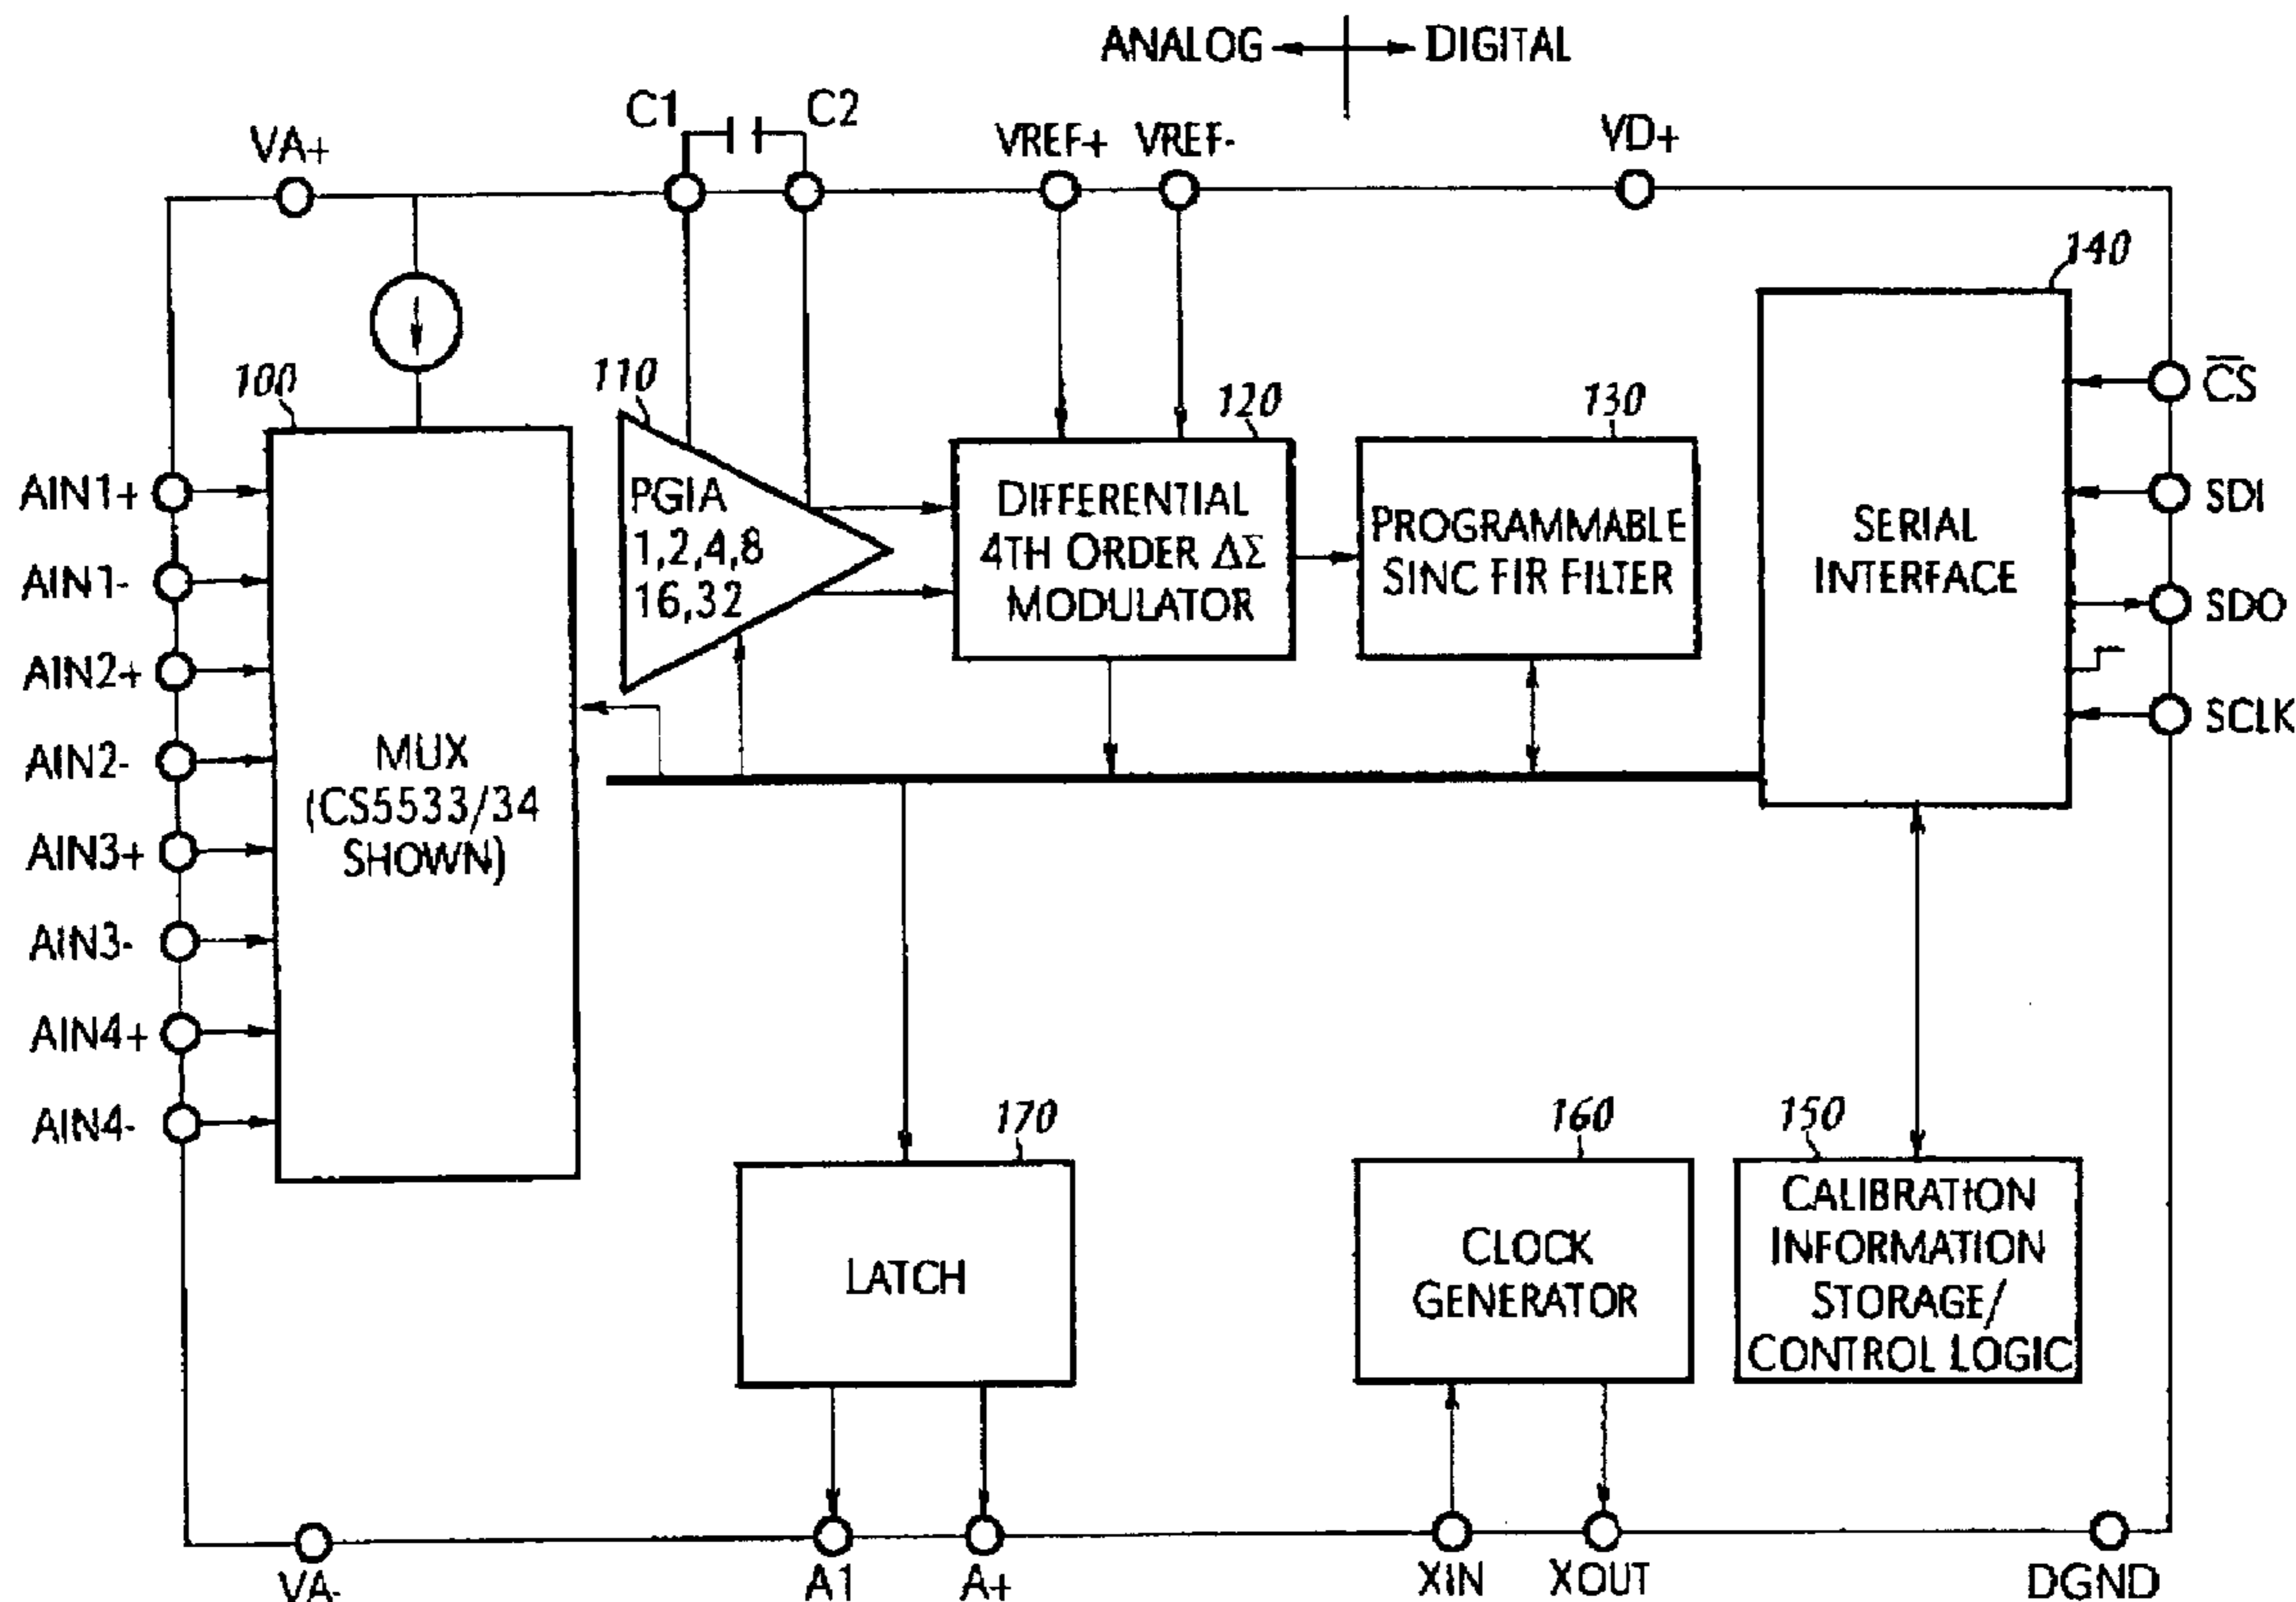 ANALOG DIGITAL
C1 C2
VA+ VREF+ VREF- VD+
140
100 110 120 130
CS
AIN1+
PGIA
1,2,4,8
16,32
DIFFERENTIAL
4TH ORDER ΔΣ
MODULATOR
PROGRAMMABLE
SINC FIR FILTER
SERIAL
INTERFACE
SDI
AIN1-
SDO
AIN2+
SCLK
AIN2-
MUX
(CS5533/34
SHOWN)
AIN3+
AIN3-
AIN4+
AIN4-
170 160 150
LATCH
CLOCK
GENERATOR
CALIBRATION
INFORMATION
STORAGE/
CONTROL LOGIC
VA- A1 A+ XIN XOUT DGND